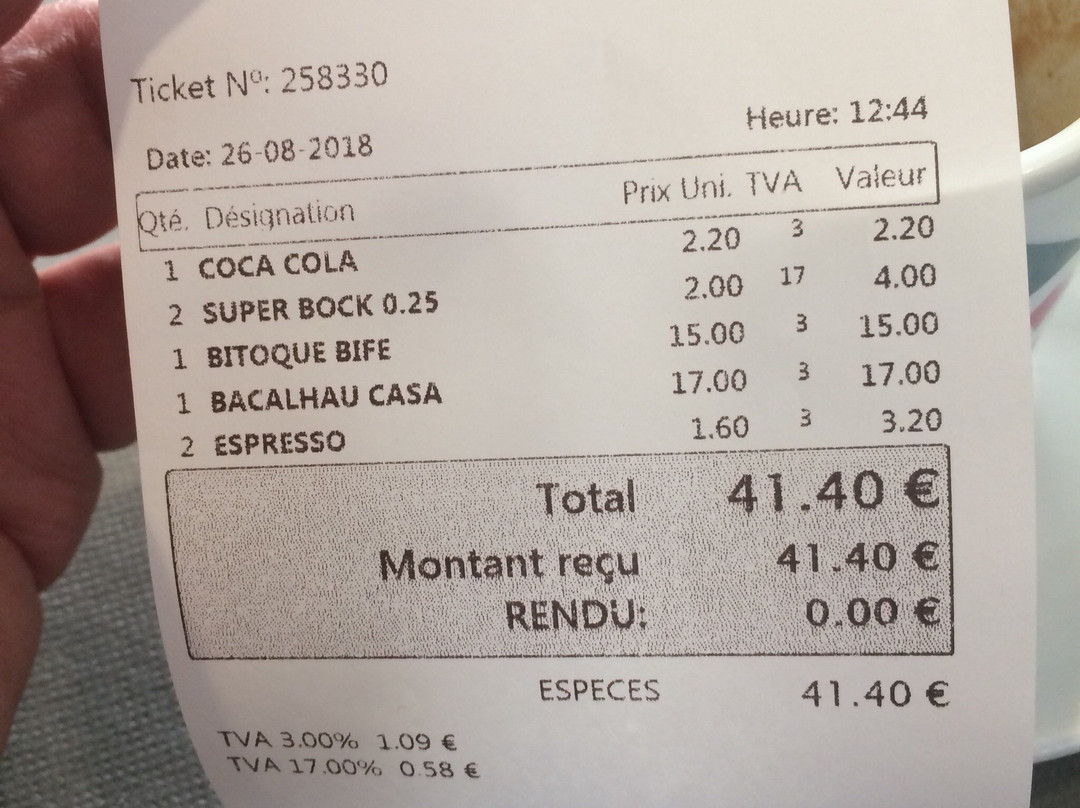 Ticket Nº: 258330
Date: 26-08-2018 Heure: 12:44
Qté. Désignation Prix Uni. TVA Valeur
1 COCA COLA 2.20 3 2.20
2 SUPER BOCK 0.25 2.00 17 4.00
1 BITOQUE BIFE 15.00 3 15.00
1 BACALHAU CASA 17.00 3 17.00
2 ESPRESSO 1.60 3 3.20
Total 41.40 €
Montant reçu 41.40 €
RENDU: 0.00 €
ESPECES 41.40 €
TVA 3.00% 1.09 €
TVA 17.00% 0.58 €